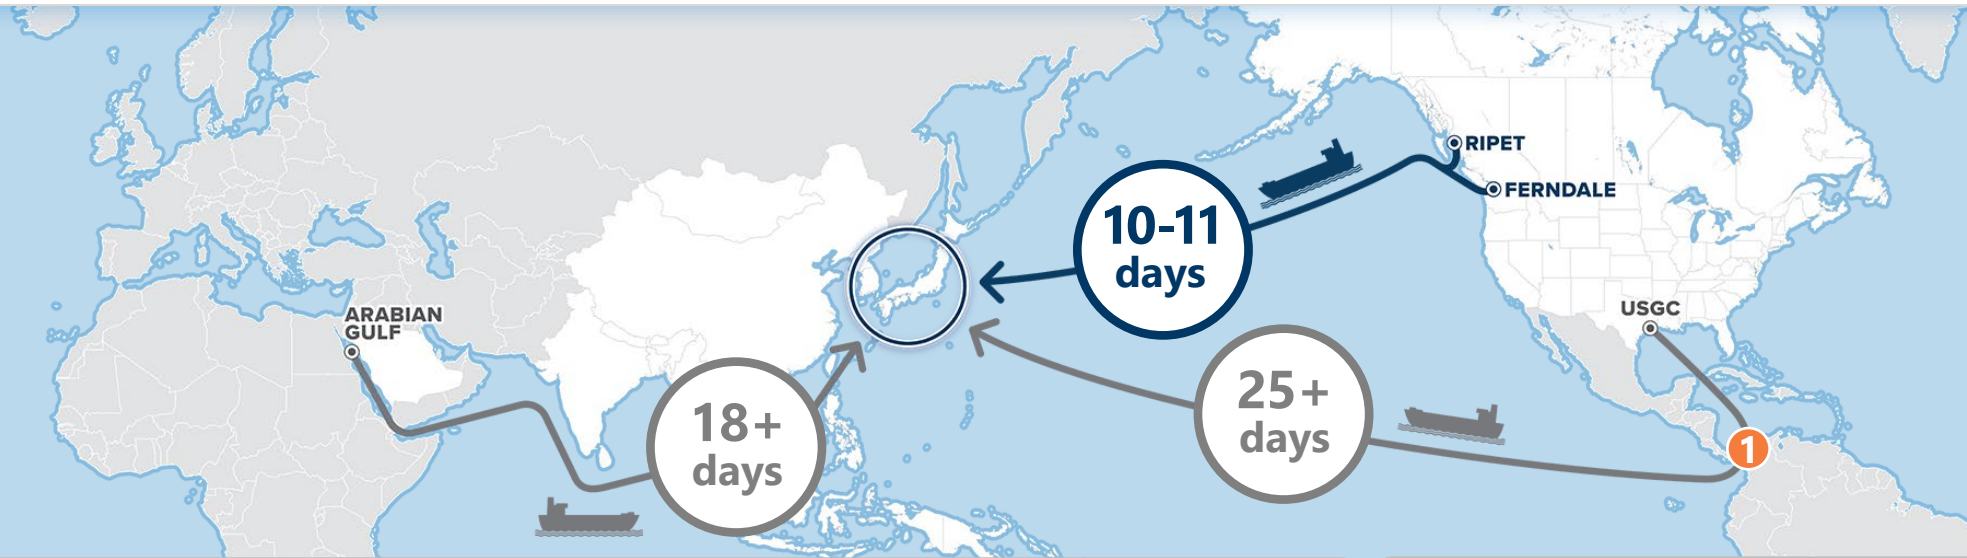 RIPET
FERNDALE
10-11
days
USGC
ARABIAN
GULF
18+
days
25+
days
1